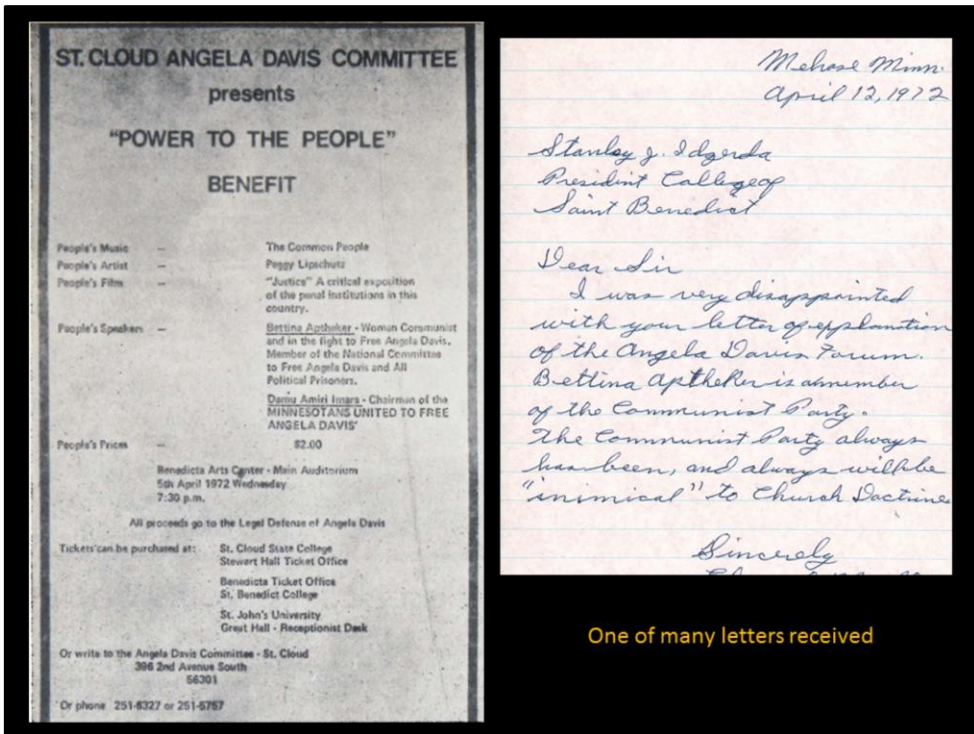 ST. CLOUD ANGELA DAVIS COMMITTEE
presents
"POWER TO THE PEOPLE"
BENEFIT
People's Music — The Common People
People's Artist — Peggy Lipschutz
People's Film — "Justice" A critical exposition
of the penal institutions in this
country.
People's Speakers — Bettina Aptheker - Woman Communist
and in the fight to Free Angela Davis.
Member of the National Committee
to Free Angela Davis and All
Political Prisoners.
Damu Amiri Imara - Chairman of the
MINNESOTANS UNITED TO FREE
ANGELA DAVIS'
People's Prices — $2.00
Benedicta Arts Center - Main Auditorium
5th April 1972 Wednesday
7:30 p.m.
All proceeds go to the Legal Defense of Angela Davis
Tickets can be purchased at: St. Cloud State College
Stewart Hall Ticket Office
Benedicta Ticket Office
St. Benedict College
St. John's University
Great Hall - Receptionist Desk
Or write to the Angela Davis Committee - St. Cloud
396 2nd Avenue South
56301
Or phone 251-5327 or 251-5757
Melrose Minn.
April 12, 1972
Stanley J. Idzerda
President College of
Saint Benedict
Dear Sir
I was very disappointed
with your letter of explanation
of the Angela Davis Forum.
Bettina Aptheker is a member
of the Communist Party.
The Communist Party always
has been, and always will be
"inimical" to Church Doctrine
Sincerely
One of many letters received